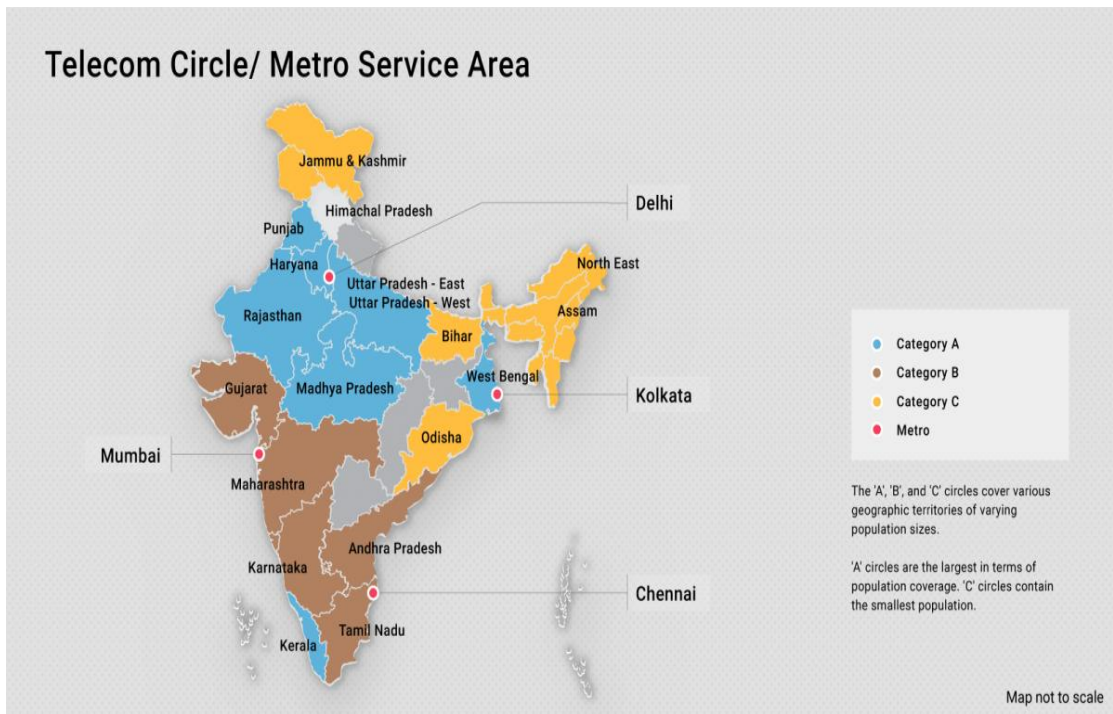 Telecom Circle/ Metro Service Area
Jammu & Kashmir
Himachal Pradesh
Delhi
Punjab
Haryana
North East
Uttar Pradesh - East
Uttar Pradesh - West
Rajasthan
Assam
Bihar
Gujarat
Madhya Pradesh
West Bengal
Kolkata
Odisha
Mumbai
Maharashtra
Andhra Pradesh
Karnataka
Chennai
Tamil Nadu
Kerala
Category A
Category B
Category C
Metro
The 'A', 'B', and 'C' circles cover various
geographic territories of varying
population sizes.
'A' circles are the largest in terms of
population coverage. 'C' circles contain
the smallest population.
Map not to scale